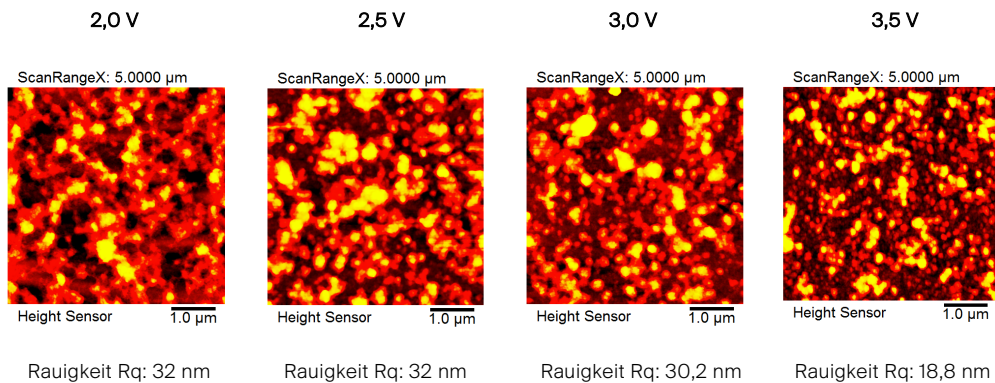 2,0 V 2,5 V 3,0 V 3,5 V
ScanRangeX: 5.0000 µm ScanRangeX: 5.0000 µm ScanRangeX: 5.0000 µm ScanRangeX: 5.0000 µm
Height Sensor 1.0 µm Height Sensor 1.0 µm Height Sensor 1.0 µm Height Sensor 1.0 µm
Rauigkeit Rq: 32 nm Rauigkeit Rq: 32 nm Rauigkeit Rq: 30,2 nm Rauigkeit Rq: 18,8 nm